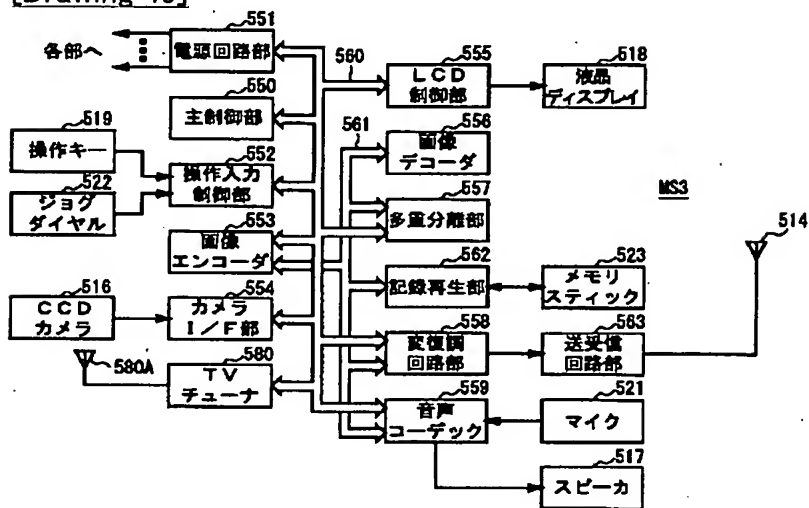 551
各部へ
電源回路部
550
主制御部
519
操作キー
552
操作入力
制御部
522
ジョグ
ダイヤル
553
画像
エンコーダ
516
CCD
カメラ
554
カメラ
I/F部
580A
580
TV
チューナ
560
561
555
LCD
制御部
518
液晶
ディスプレイ
556
画像
デコーダ
557
多重分離部
MS3
562
記録再生部
523
メモリ
スティック
514
558
変復調
回路部
563
送受信
回路部
559
音声
コーデック
521
マイク
517
スピーカ